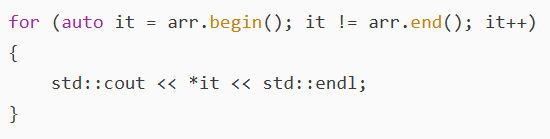 for (auto it = arr.begin(); it != arr.end(); it++)
{
    std::cout << *it << std::endl;
}